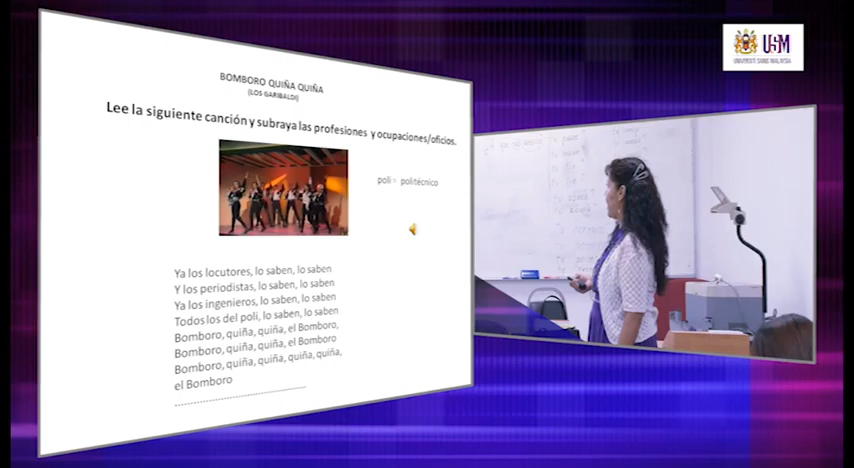 BOMBORO QUIÑA QUIÑA
(LOS GARIBALDI)
Lee la siguiente canción y subraya las profesiones y ocupaciones/oficios.
poli = politécnico
Ya los locutores, lo saben, lo saben
Y los periodistas, lo saben, lo saben
Ya los ingenieros, lo saben, lo saben
Todos los del poli, lo saben, lo saben
Bomboro, quiña, quiña, el Bomboro,
Bomboro, quiña, quiña, el Bomboro
Bomboro, quiña, quiña, quiña, quiña,
el Bomboro
USM
UNIVERSITI SAINS MALAYSIA